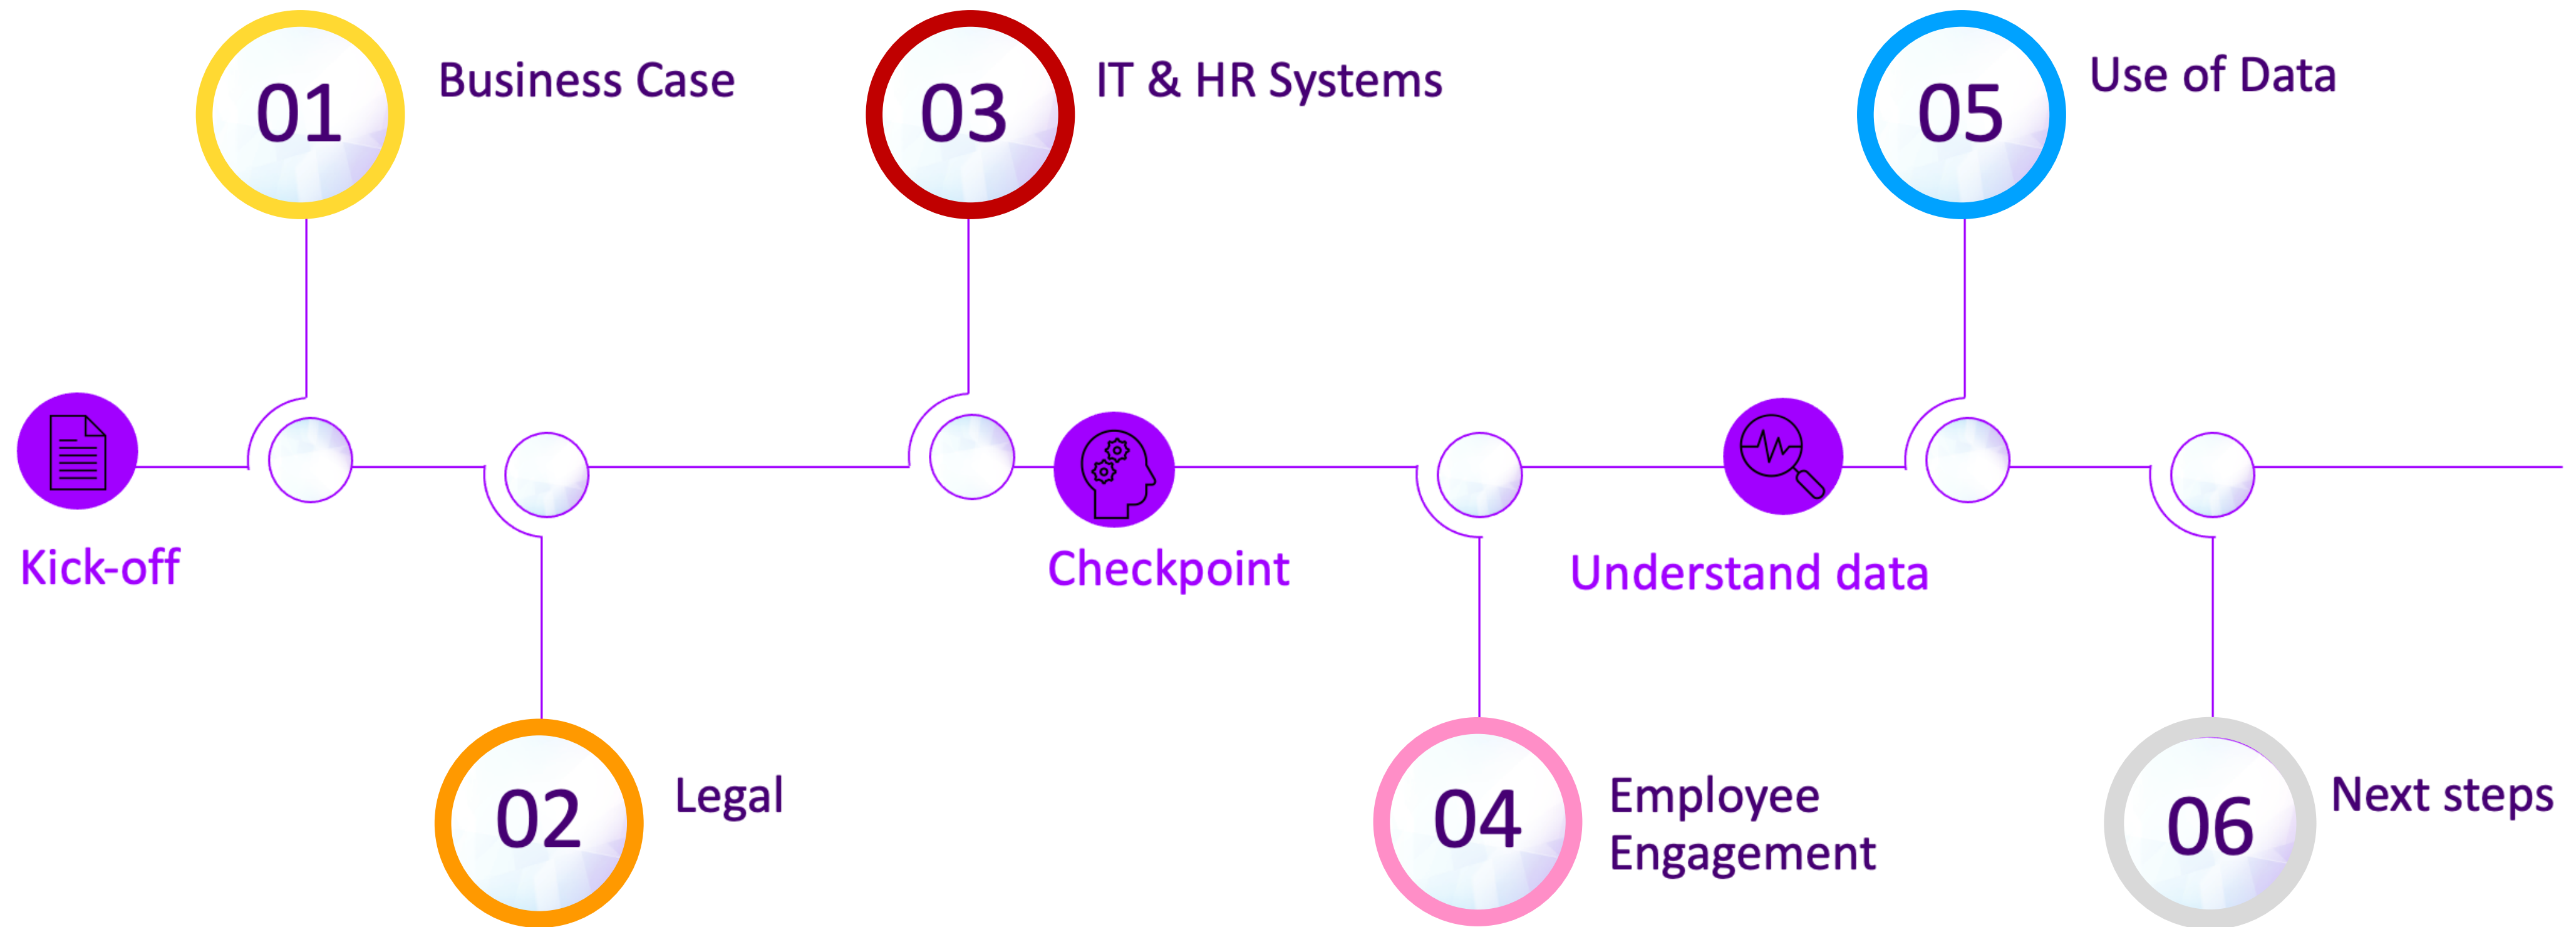 01
Business Case
03
IT & HR Systems
05
Use of Data
Kick-off
Checkpoint
Understand data
02
Legal
04
Employee
Engagement
06
Next steps